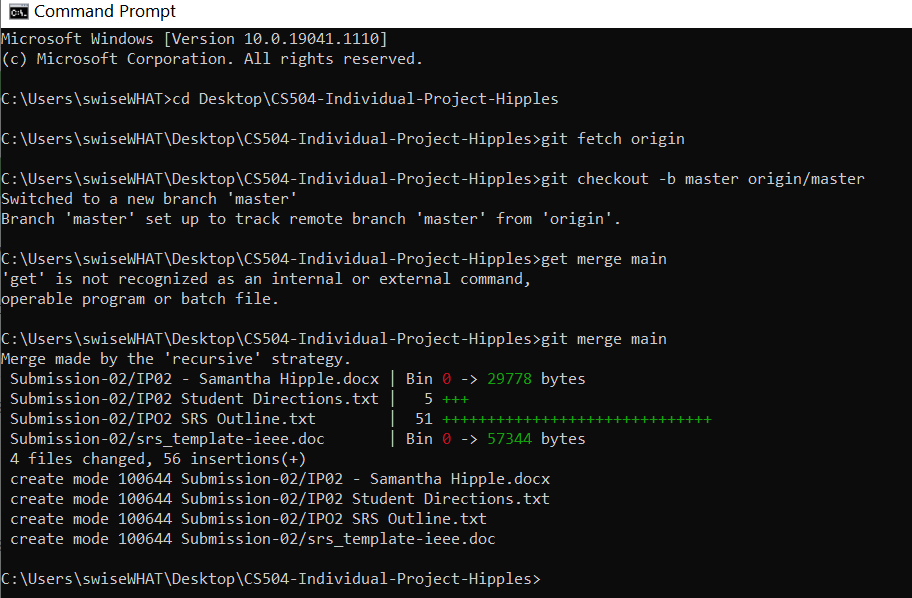 Command Prompt
Microsoft Windows [Version 10.0.19041.1110]
(c) Microsoft Corporation. All rights reserved.
C:\Users\swiseWHAT>cd Desktop\CS504-Individual-Project-Hipples
C:\Users\swiseWHAT\Desktop\CS504-Individual-Project-Hipples>git fetch origin
C:\Users\swiseWHAT\Desktop\CS504-Individual-Project-Hipples>git checkout -b master origin/master
Switched to a new branch 'master'
Branch 'master' set up to track remote branch 'master' from 'origin'.
C:\Users\swiseWHAT\Desktop\CS504-Individual-Project-Hipples>get merge main
'get' is not recognized as an internal or external command,
operable program or batch file.
C:\Users\swiseWHAT\Desktop\CS504-Individual-Project-Hipples>git merge main
Merge made by the 'recursive' strategy.
 Submission-02/IP02 - Samantha Hipple.docx | Bin 0 -> 29778 bytes
 Submission-02/IP02 Student Directions.txt |   5 +++
 Submission-02/IPO2 SRS Outline.txt        |  51 ++++++++++++++++++++++++++++++
 Submission-02/srs_template-ieee.doc       | Bin 0 -> 57344 bytes
 4 files changed, 56 insertions(+)
 create mode 100644 Submission-02/IP02 - Samantha Hipple.docx
 create mode 100644 Submission-02/IP02 Student Directions.txt
 create mode 100644 Submission-02/IPO2 SRS Outline.txt
 create mode 100644 Submission-02/srs_template-ieee.doc
C:\Users\swiseWHAT\Desktop\CS504-Individual-Project-Hipples>